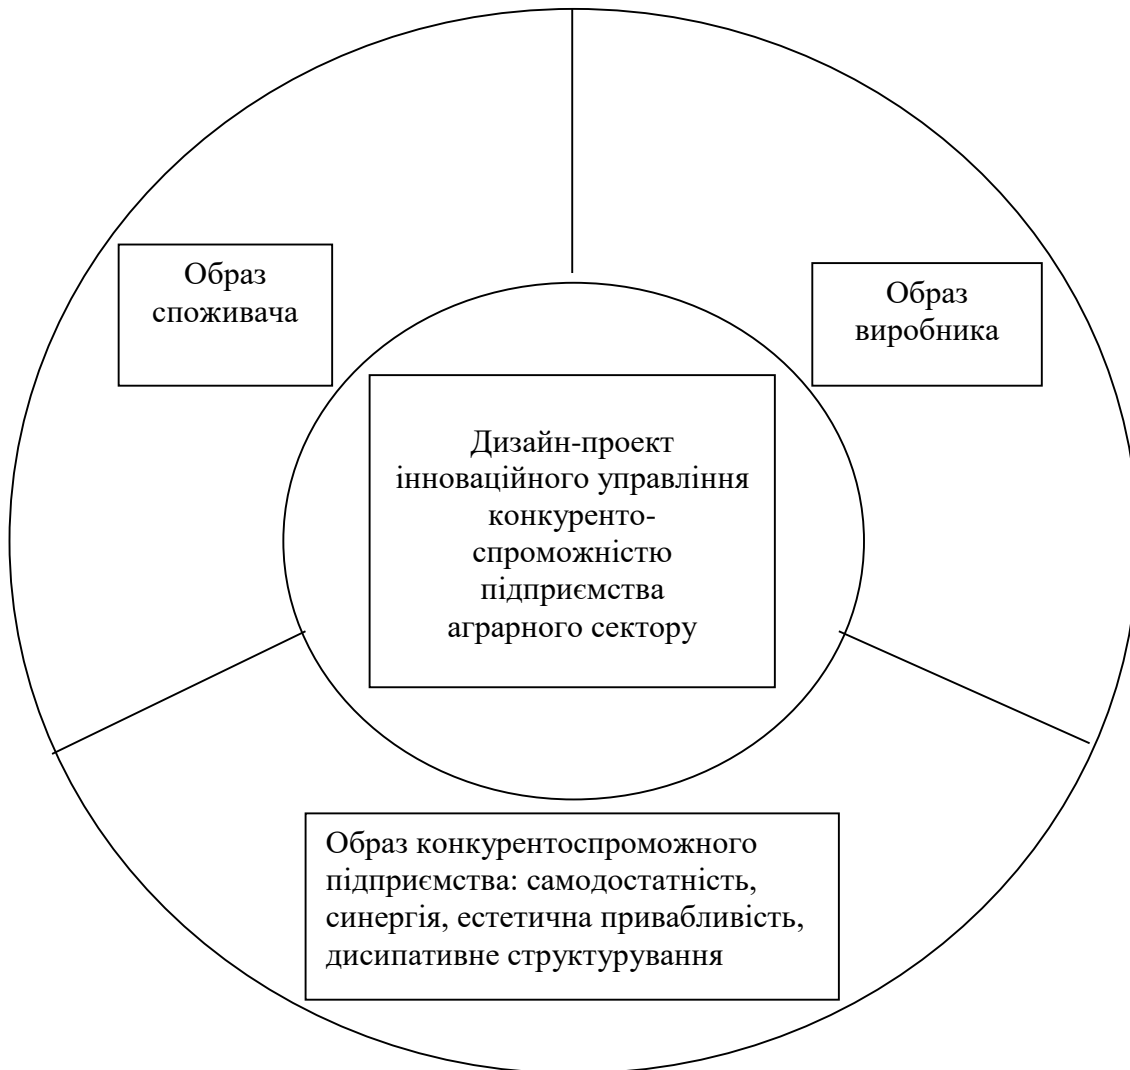 Образ
споживача
Образ
виробника
Дизайн-проект
інноваційного управління
конкуренто-
спроможністю
підприємства
аграрного сектору
Образ конкурентоспроможного
підприємства: самодостатність,
синергія, естетична привабливість,
дисипативне структурування